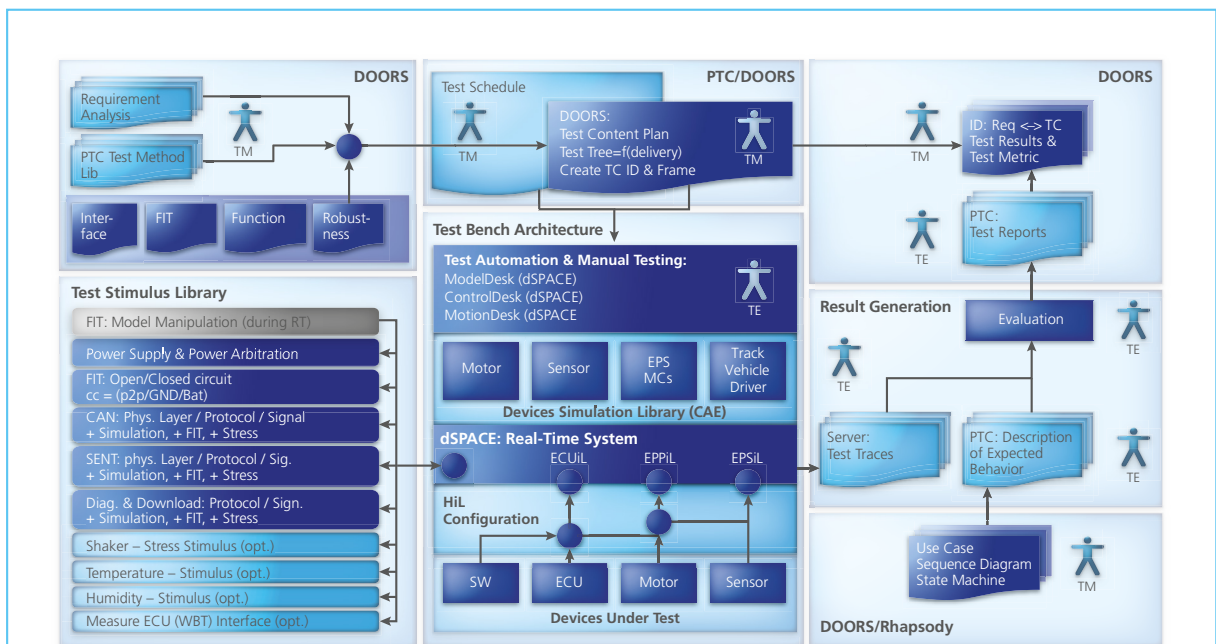 DOORS
Requirement
Analysis
TM
PTC Test Method
Lib
Inter-
face
FIT
Function
Robust-
ness
PTC/DOORS
Test Schedule
TM
DOORS:
Test Content Plan
Test Tree=f(delivery)
Create TC ID & Frame
TM
DOORS
TM
ID: Req <-> TC
Test Results &
Test Metric
TE
PTC:
Test Reports
Test Stimulus Library
FIT: Model Manipulation (during RT)
Power Supply & Power Arbitration
FIT: Open/Closed circuit
cc = (p2p/GND/Bat)
CAN: Phys. Layer / Protocol / Signal
+ Simulation, + FIT, + Stress
SENT: phys. Layer / Protocol / Sig.
+ Simulation, + FIT, + Stress
Diag. & Download: Protocol / Sign.
+ Simulation, + FIT, + Stress
Shaker – Stress Stimulus (opt.)
Temperature – Stimulus (opt.)
Humidity – Stimulus (opt.)
Measure ECU (WBT) Interface (opt.)
Test Bench Architecture
Test Automation & Manual Testing:
ModelDesk (dSPACE)
ControlDesk (dSPACE)
MotionDesk (dSPACE
TE
Motor
Sensor
EPS
MCs
Track
Vehicle
Driver
Devices Simulation Library (CAE)
dSPACE: Real-Time System
ECUiL
EPPiL
EPSiL
HiL
Configuration
SW
ECU
Motor
Sensor
Devices Under Test
Result Generation
Evaluation
TE
TE
Server:
Test Traces
PTC: Description
of Expected
Behavior
TE
Use Case
Sequence Diagram
State Machine
TM
DOORS/Rhapsody